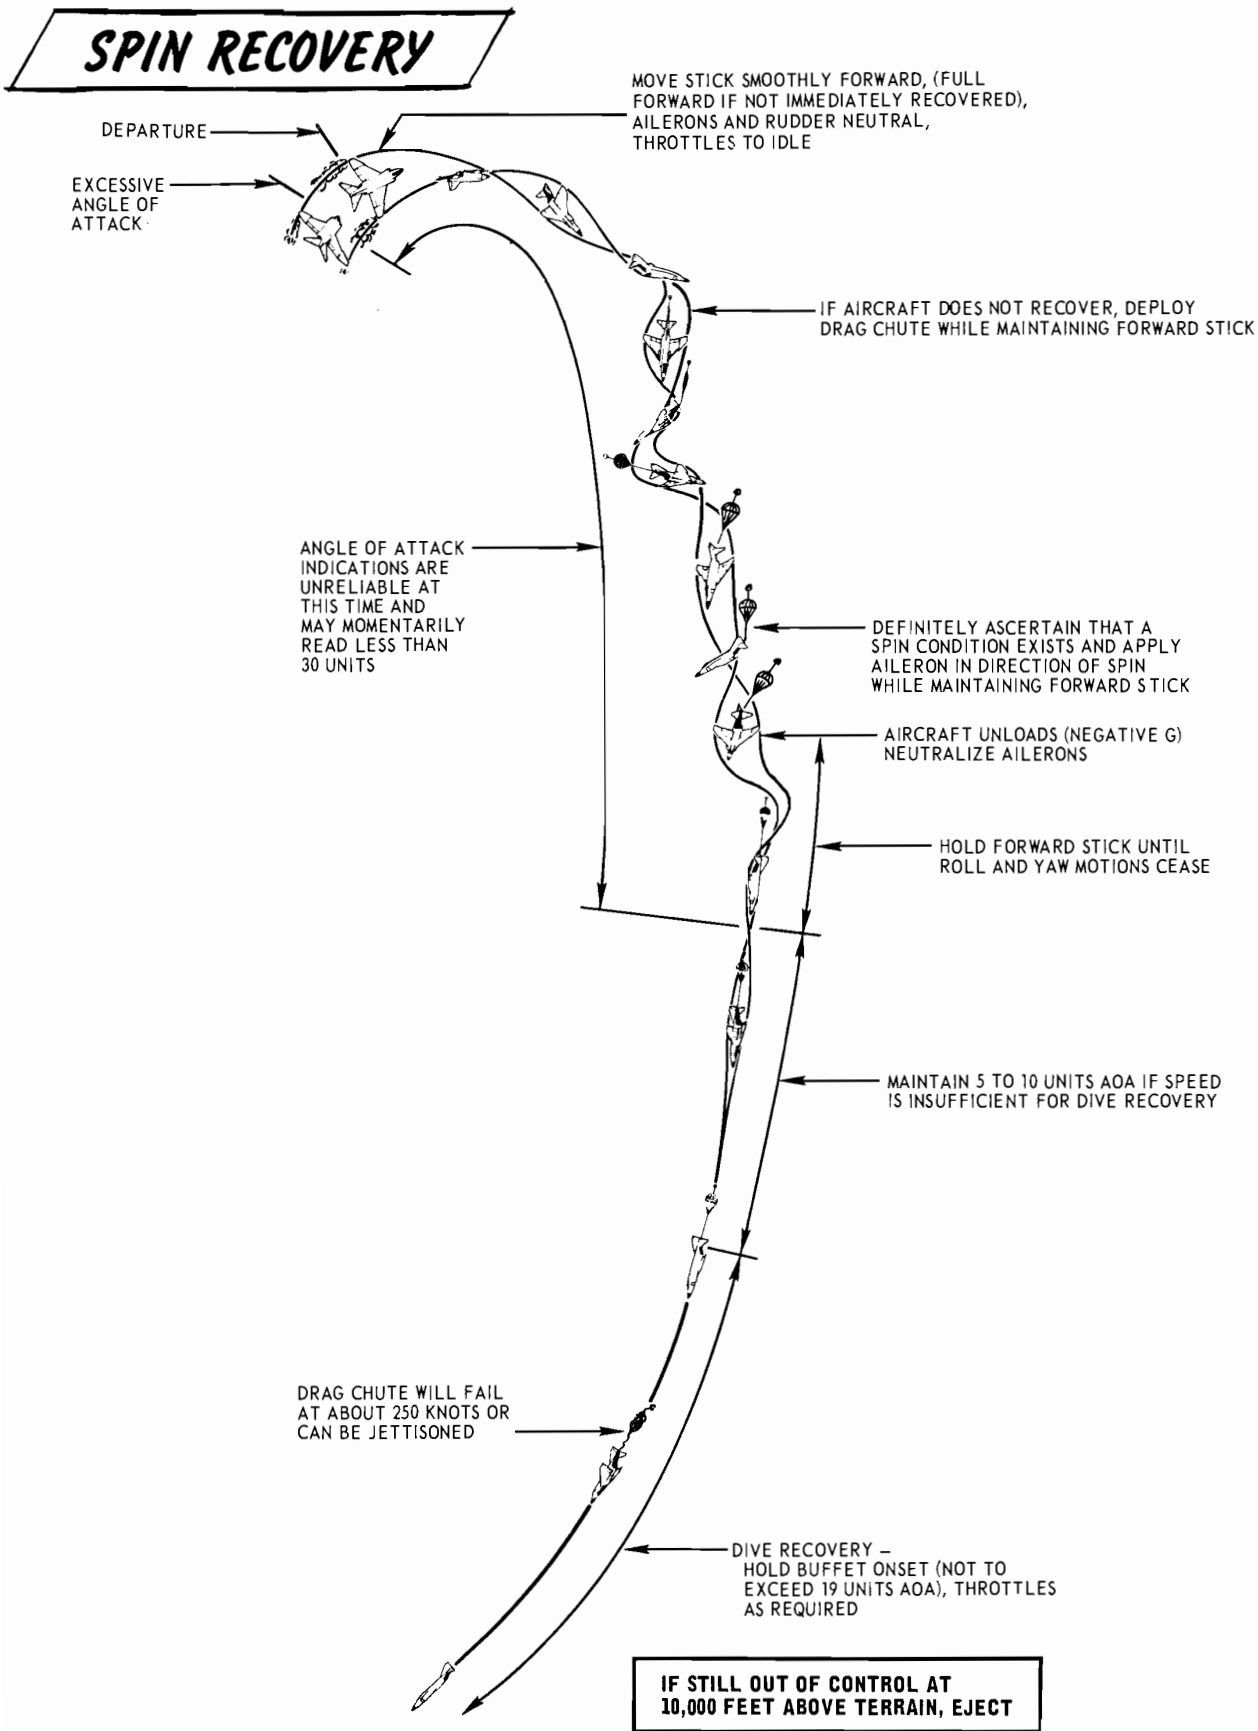 SPIN RECOVERY
MOVE STICK SMOOTHLY FORWARD, (FULL
FORWARD IF NOT IMMEDIATELY RECOVERED),
AILERONS AND RUDDER NEUTRAL,
THROTTLES TO IDLE
DEPARTURE
EXCESSIVE
ANGLE OF
ATTACK
IF AIRCRAFT DOES NOT RECOVER, DEPLOY
DRAG CHUTE WHILE MAINTAINING FORWARD STICK
ANGLE OF ATTACK
INDICATIONS ARE
UNRELIABLE AT
THIS TIME AND
MAY MOMENTARILY
READ LESS THAN
30 UNITS
DEFINITELY ASCERTAIN THAT A
SPIN CONDITION EXISTS AND APPLY
AILERON IN DIRECTION OF SPIN
WHILE MAINTAINING FORWARD STICK
AIRCRAFT UNLOADS (NEGATIVE G)
NEUTRALIZE AILERONS
HOLD FORWARD STICK UNTIL
ROLL AND YAW MOTIONS CEASE
MAINTAIN 5 TO 10 UNITS AOA IF SPEED
IS INSUFFICIENT FOR DIVE RECOVERY
DRAG CHUTE WILL FAIL
AT ABOUT 250 KNOTS OR
CAN BE JETTISONED
DIVE RECOVERY –
HOLD BUFFET ONSET (NOT TO
EXCEED 19 UNITS AOA), THROTTLES
AS REQUIRED
IF STILL OUT OF CONTROL AT
10,000 FEET ABOVE TERRAIN, EJECT